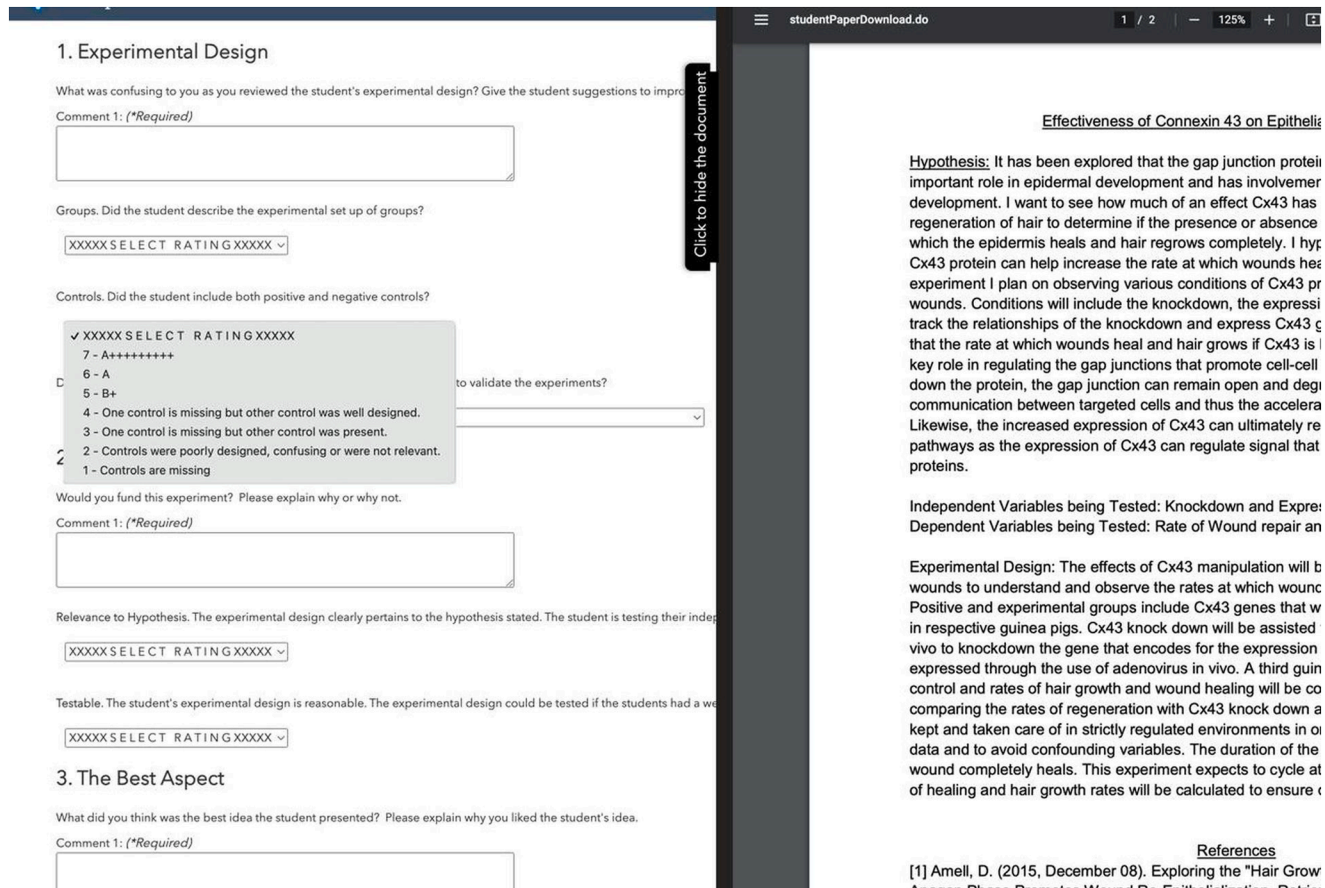 1. Experimental Design
What was confusing to you as you reviewed the student's experimental design? Give the student suggestions to impro
Comment 1: (*Required)
Groups. Did the student describe the experimental set up of groups?
XXXXX SELECT RATING XXXXX
Controls. Did the student include both positive and negative controls?
✓ XXXXX SELECT RATING XXXXX
7 - A+++++++++
6 - A
5 - B+
4 - One control is missing but other control was well designed.
3 - One control is missing but other control was present.
2 - Controls were poorly designed, confusing or were not relevant.
1 - Controls are missing
D
to validate the experiments?
2
Would you fund this experiment? Please explain why or why not.
Comment 1: (*Required)
Relevance to Hypothesis. The experimental design clearly pertains to the hypothesis stated. The student is testing their indep
XXXXX SELECT RATING XXXXX
Testable. The student's experimental design is reasonable. The experimental design could be tested if the students had a we
XXXXX SELECT RATING XXXXX
3. The Best Aspect
What did you think was the best idea the student presented? Please explain why you liked the student's idea.
Comment 1: (*Required)
Click to hide the document
studentPaperDownload.do
1 / 2
125%
Effectiveness of Connexin 43 on Epithelia
Hypothesis: It has been explored that the gap junction protein
important role in epidermal development and has involvemen
development. I want to see how much of an effect Cx43 has
regeneration of hair to determine if the presence or absence
which the epidermis heals and hair regrows completely. I hyp
Cx43 protein can help increase the rate at which wounds hea
experiment I plan on observing various conditions of Cx43 pr
wounds. Conditions will include the knockdown, the expressi
track the relationships of the knockdown and express Cx43 g
that the rate at which wounds heal and hair grows if Cx43 is
key role in regulating the gap junctions that promote cell-cell
down the protein, the gap junction can remain open and degr
communication between targeted cells and thus the accelera
Likewise, the increased expression of Cx43 can ultimately re
pathways as the expression of Cx43 can regulate signal that
proteins.
Independent Variables being Tested: Knockdown and Expres
Dependent Variables being Tested: Rate of Wound repair an
Experimental Design: The effects of Cx43 manipulation will b
wounds to understand and observe the rates at which wound
Positive and experimental groups include Cx43 genes that w
in respective guinea pigs. Cx43 knock down will be assisted
vivo to knockdown the gene that encodes for the expression
expressed through the use of adenovirus in vivo. A third guin
control and rates of hair growth and wound healing will be co
comparing the rates of regeneration with Cx43 knock down a
kept and taken care of in strictly regulated environments in or
data and to avoid confounding variables. The duration of the
wound completely heals. This experiment expects to cycle at
of healing and hair growth rates will be calculated to ensure
References
[1] Amell, D. (2015, December 08). Exploring the "Hair Grow